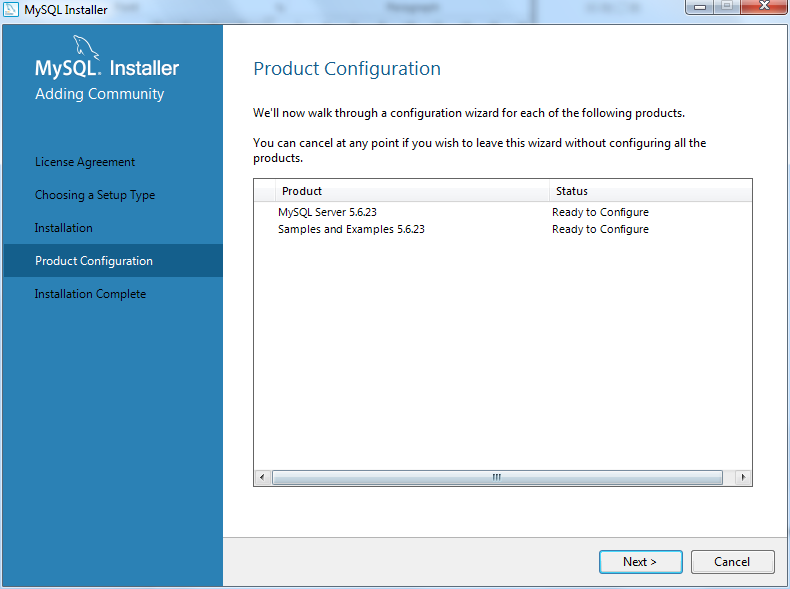 MySQL Installer
MySQL. Installer
Adding Community
License Agreement
Choosing a Setup Type
Installation
Product Configuration
Installation Complete
Product Configuration
We'll now walk through a configuration wizard for each of the following products.
You can cancel at any point if you wish to leave this wizard without configuring all the
products.
Product Status
MySQL Server 5.6.23 Ready to Configure
Samples and Examples 5.6.23 Ready to Configure
Next > Cancel